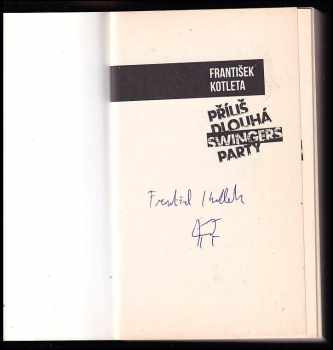 FRANTIŠEK
KOTLETA
PŘÍLIŠ
DLOUHÁ
SWINGERS
PARTY
František Kotleta